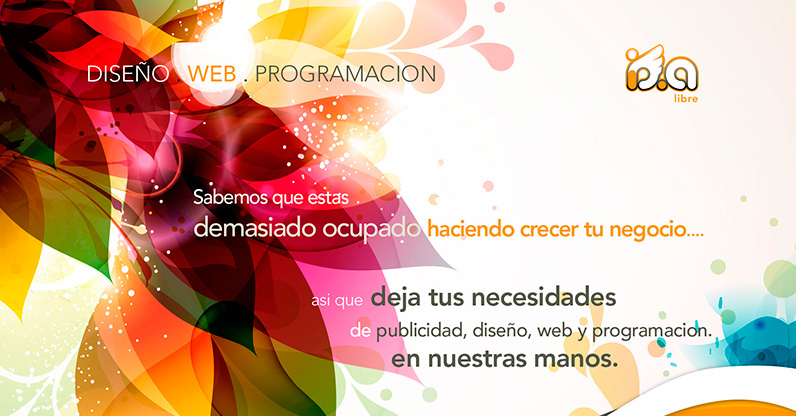 DISEÑO . WEB . PROGRAMACION
libre
Sabemos que estas
demasiado ocupado haciendo crecer tu negocio....
asi que deja tus necesidades
de publicidad, diseño, web y programacion.
en nuestras manos.